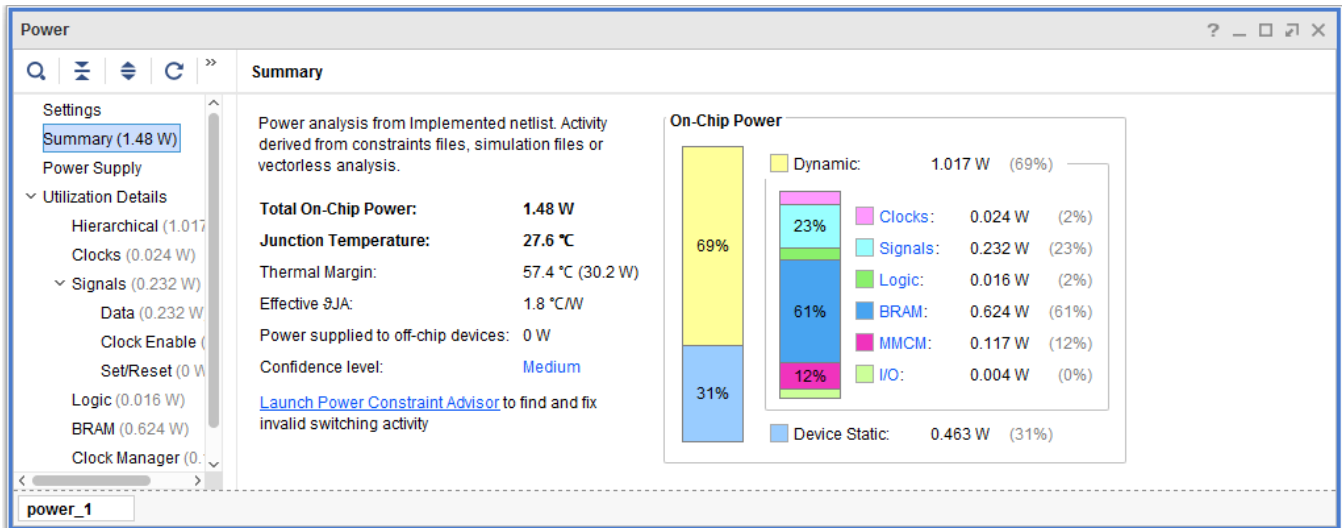 Power
? 
»
Summary
Settings
Summary (1.48 W)
Power Supply
Utilization Details
Hierarchical (1.017
Clocks (0.024 W)
Signals (0.232 W)
Data (0.232 W
Clock Enable (
Set/Reset (0 W
Logic (0.016 W)
BRAM (0.624 W)
Clock Manager (0.
Power analysis from Implemented netlist. Activity
derived from constraints files, simulation files or
vectorless analysis.
Total On-Chip Power: 1.48 W
Junction Temperature: 27.6 °C
Thermal Margin: 57.4 °C (30.2 W)
Effective ϑJA: 1.8 °C/W
Power supplied to off-chip devices: 0 W
Confidence level: Medium
Launch Power Constraint Advisor to find and fix
invalid switching activity
On-Chip Power
69%
31%
Dynamic: 1.017 W (69%)
23%
61%
12%
Clocks: 0.024 W (2%)
Signals: 0.232 W (23%)
Logic: 0.016 W (2%)
BRAM: 0.624 W (61%)
MMCM: 0.117 W (12%)
I/O: 0.004 W (0%)
Device Static: 0.463 W (31%)
power_1